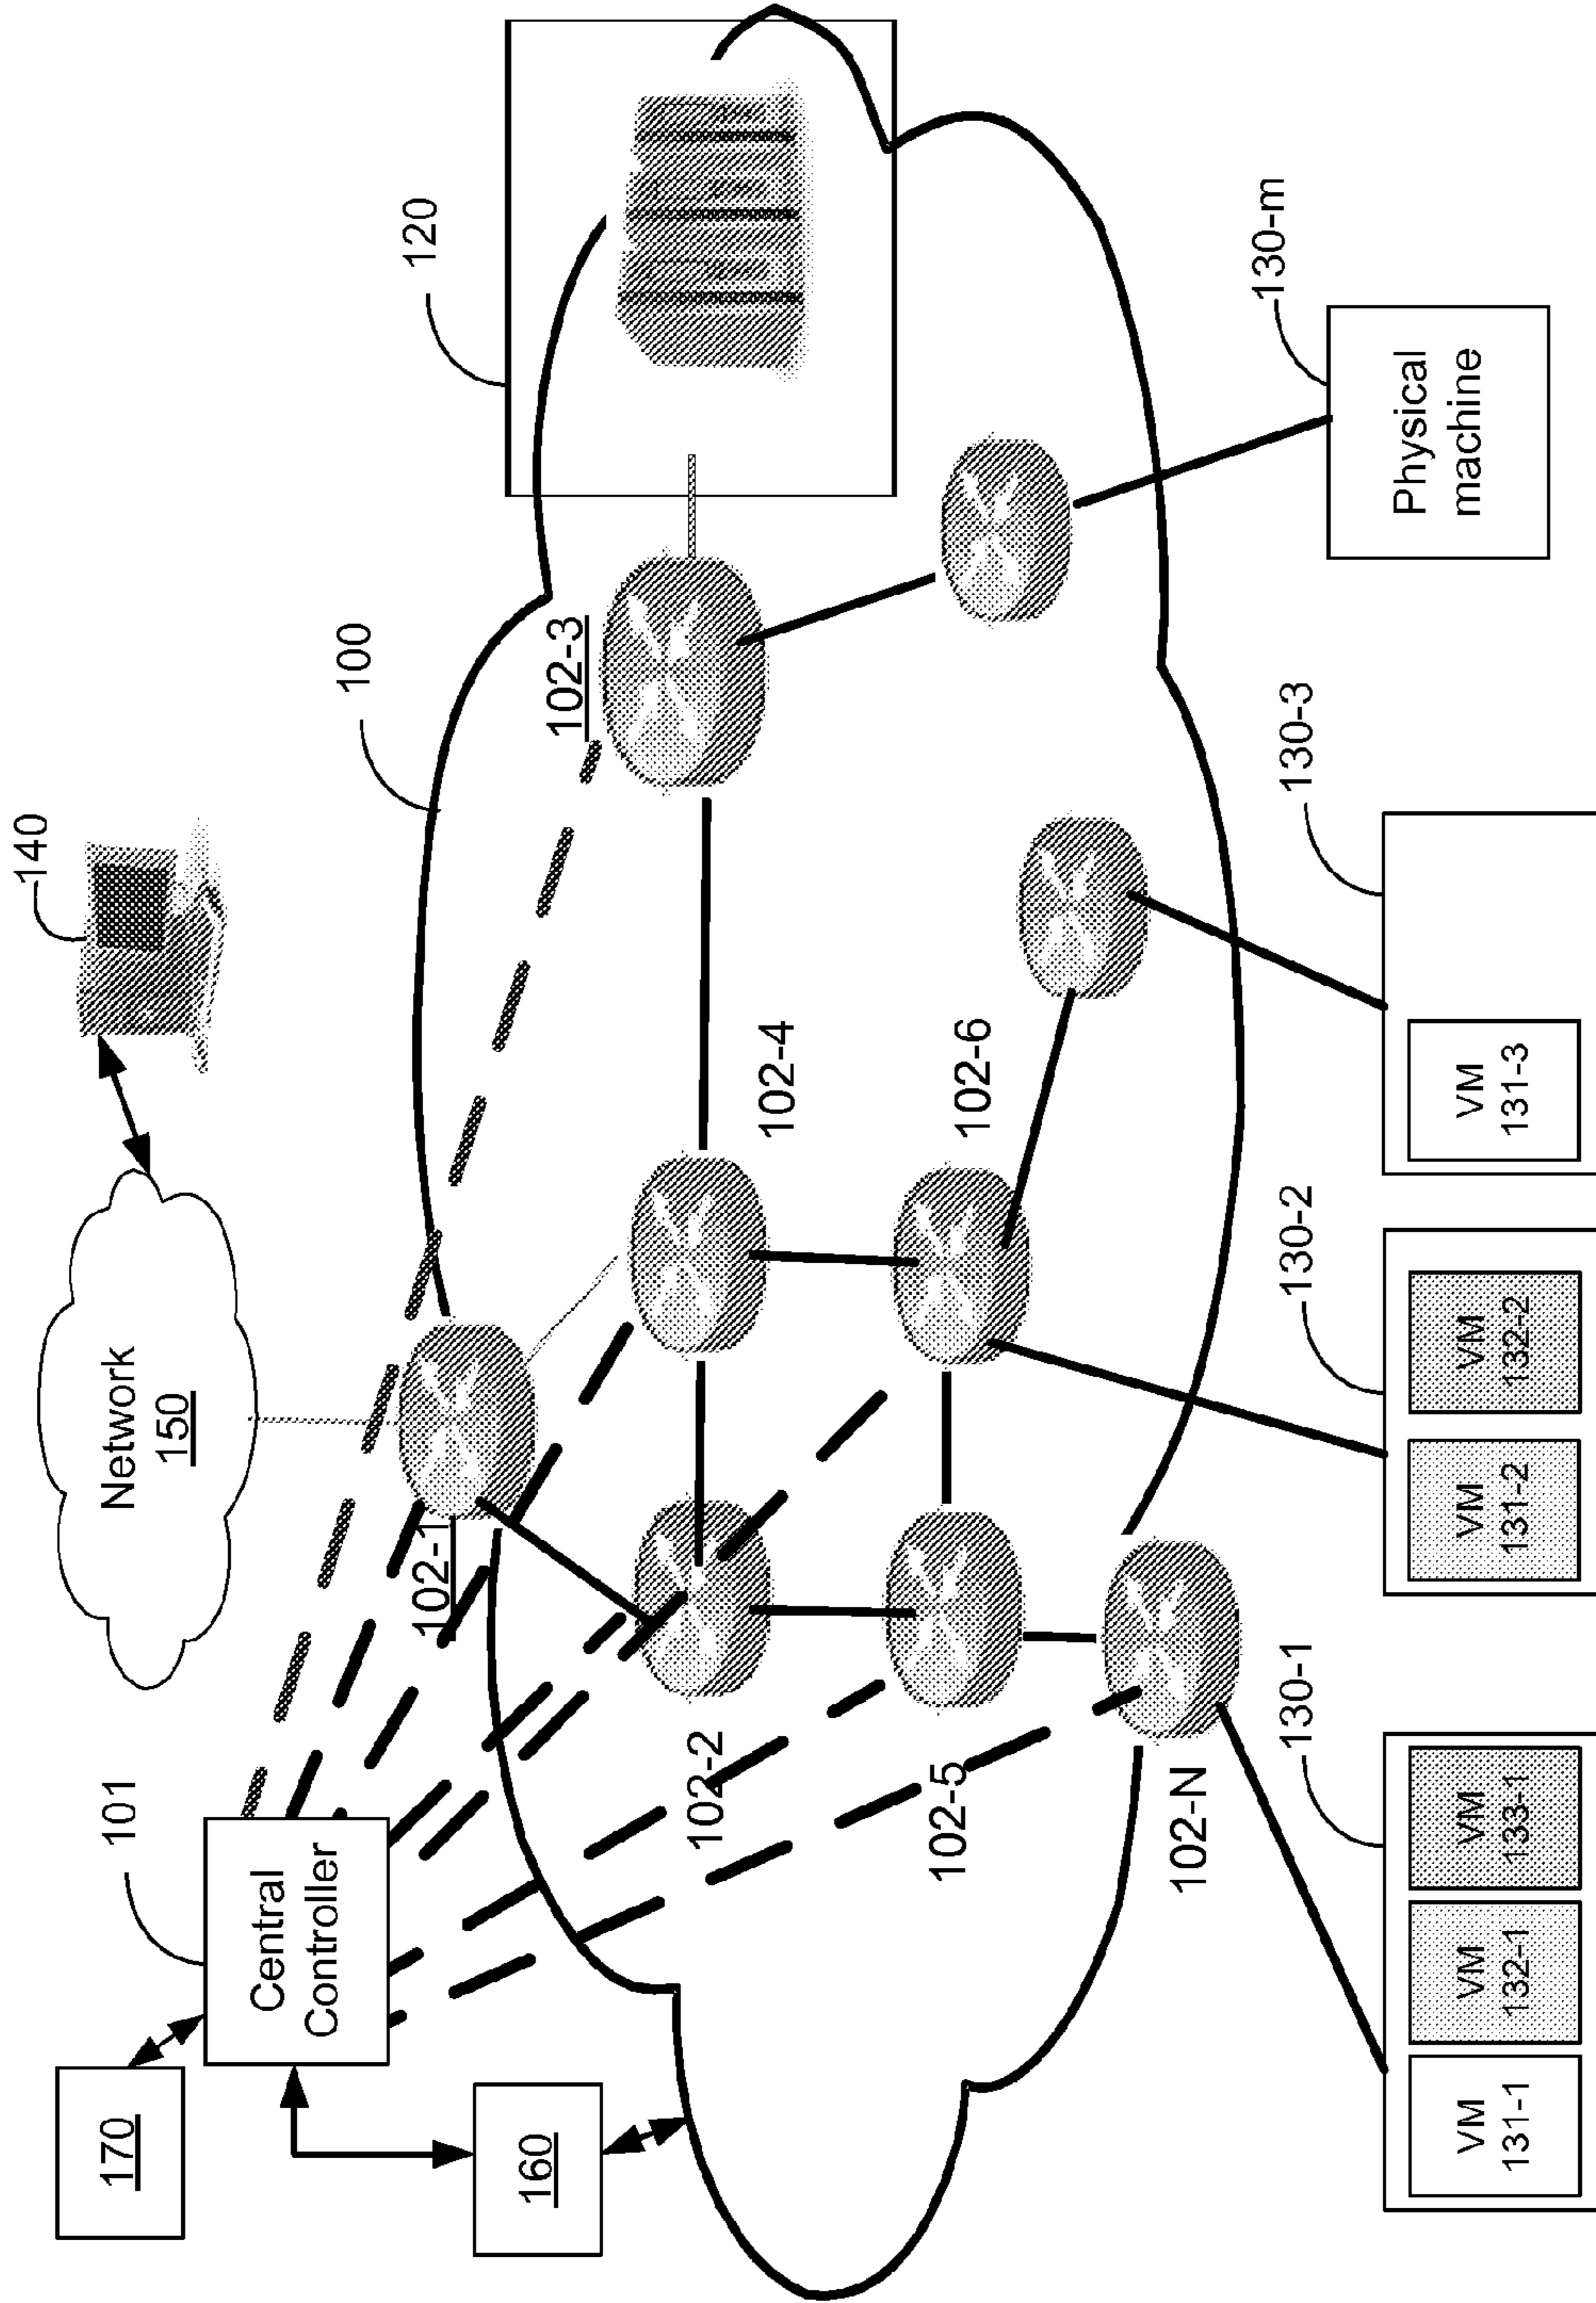 170
Central
Controller
101
160
Network
150
140
100
120
102-1
102-2
102-3
102-4
102-5
102-6
102-N
130-1
VM
131-1
VM
132-1
VM
133-1
130-2
VM
131-2
VM
132-2
130-3
VM
131-3
130-m
Physical
machine